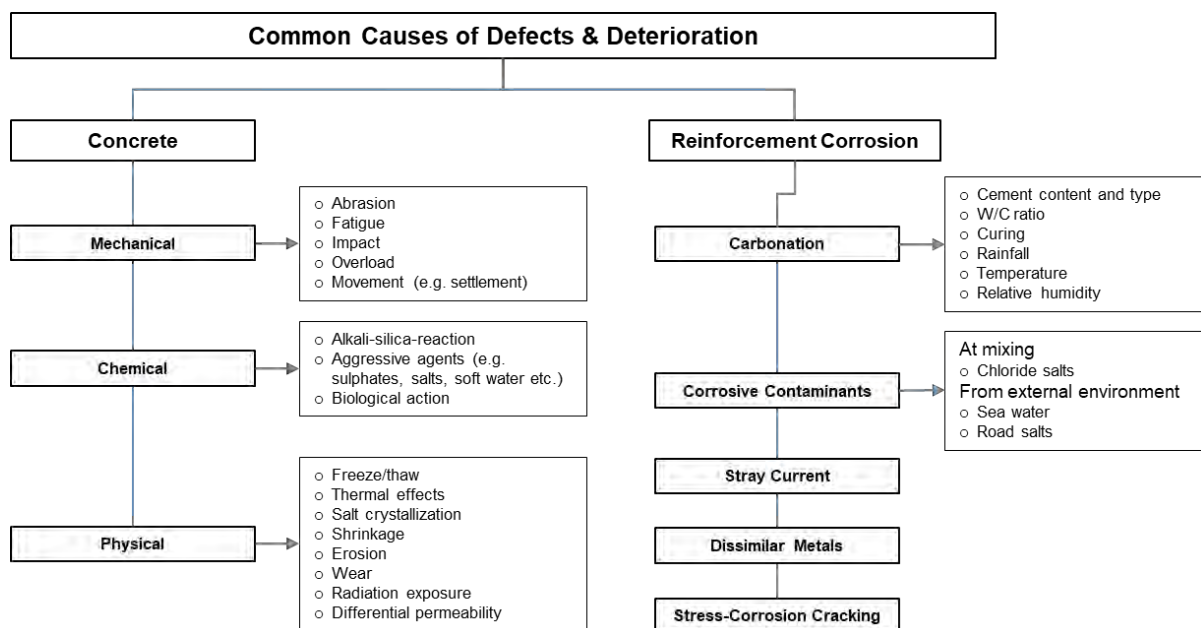 Common Causes of Defects & Deterioration
Concrete
Mechanical
○ Abrasion
○ Fatigue
○ Impact
○ Overload
○ Movement (e.g. settlement)
Chemical
○ Alkali-silica-reaction
○ Aggressive agents (e.g.
sulphates, salts, soft water etc.)
○ Biological action
Physical
○ Freeze/thaw
○ Thermal effects
○ Salt crystallization
○ Shrinkage
○ Erosion
○ Wear
○ Radiation exposure
○ Differential permeability
Reinforcement Corrosion
Carbonation
○ Cement content and type
○ W/C ratio
○ Curing
○ Rainfall
○ Temperature
○ Relative humidity
Corrosive Contaminants
At mixing
○ Chloride salts
From external environment
○ Sea water
○ Road salts
Stray Current
Dissimilar Metals
Stress-Corrosion Cracking